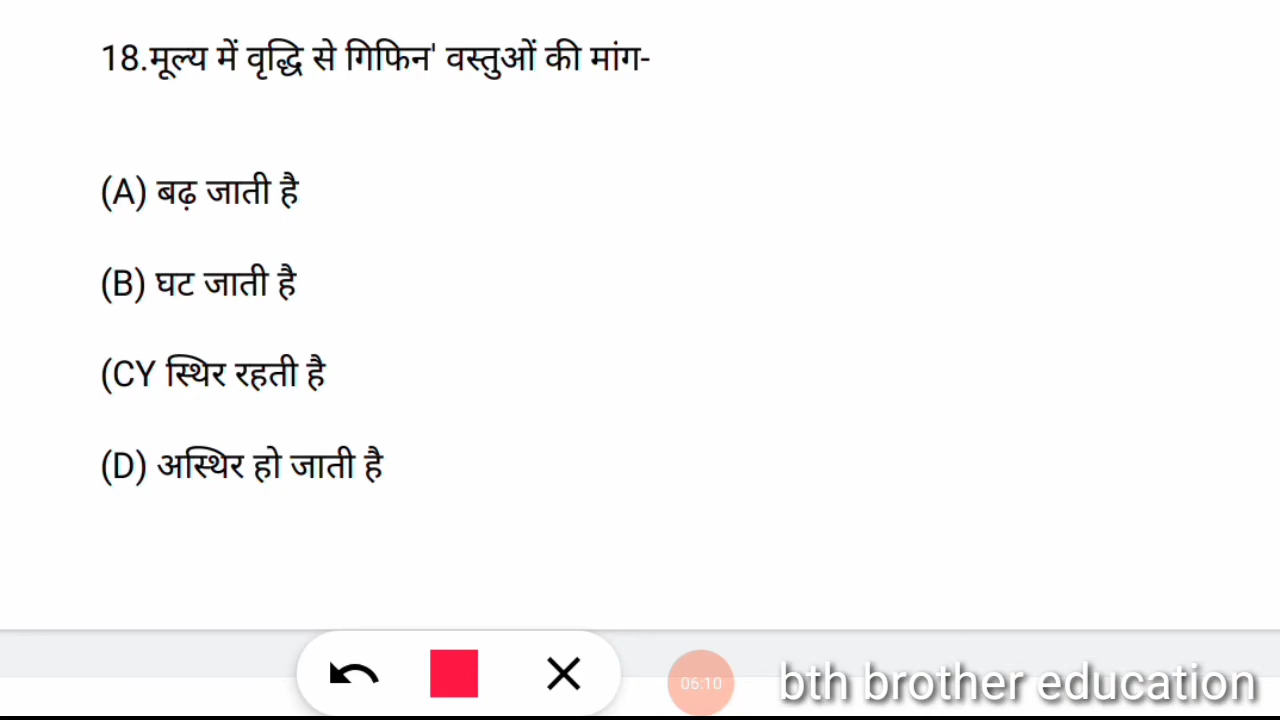 18.मूल्य में वृद्धि से गिफिन' वस्तुओं की मांग-
(A) बढ़ जाती है
(B) घट जाती है
(CY स्थिर रहती है
(D) अस्थिर हो जाती है
06:10
bth brother education